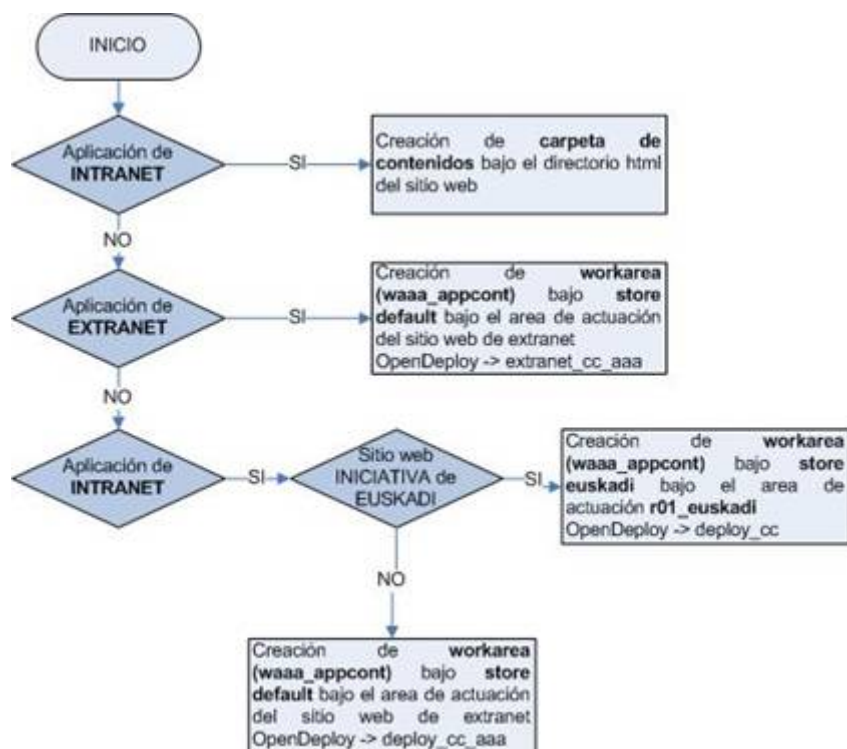 INICIO
Aplicación de
INTRANET
SI
Creación de carpeta de
contenidos bajo el directorio html
del sitio web
NO
Aplicación de
EXTRANET
SI
Creación de workarea
(waaa_appcont) bajo store
default bajo el area de actuación
del sitio web de extranet
OpenDeploy -> extranet_cc_aaa
NO
Aplicación de
INTRANET
SI
Sitio web
INICIATIVA de
EUSKADI
SI
Creación de workarea
(waaa_appcont) bajo store
euskadi bajo el area de
actuación r01_euskadi
OpenDeploy -> deploy_cc
NO
Creación de workarea
(waaa_appcont) bajo store
default bajo el area de actuación
del sitio web de extranet
OpenDeploy -> deploy_cc_aaa